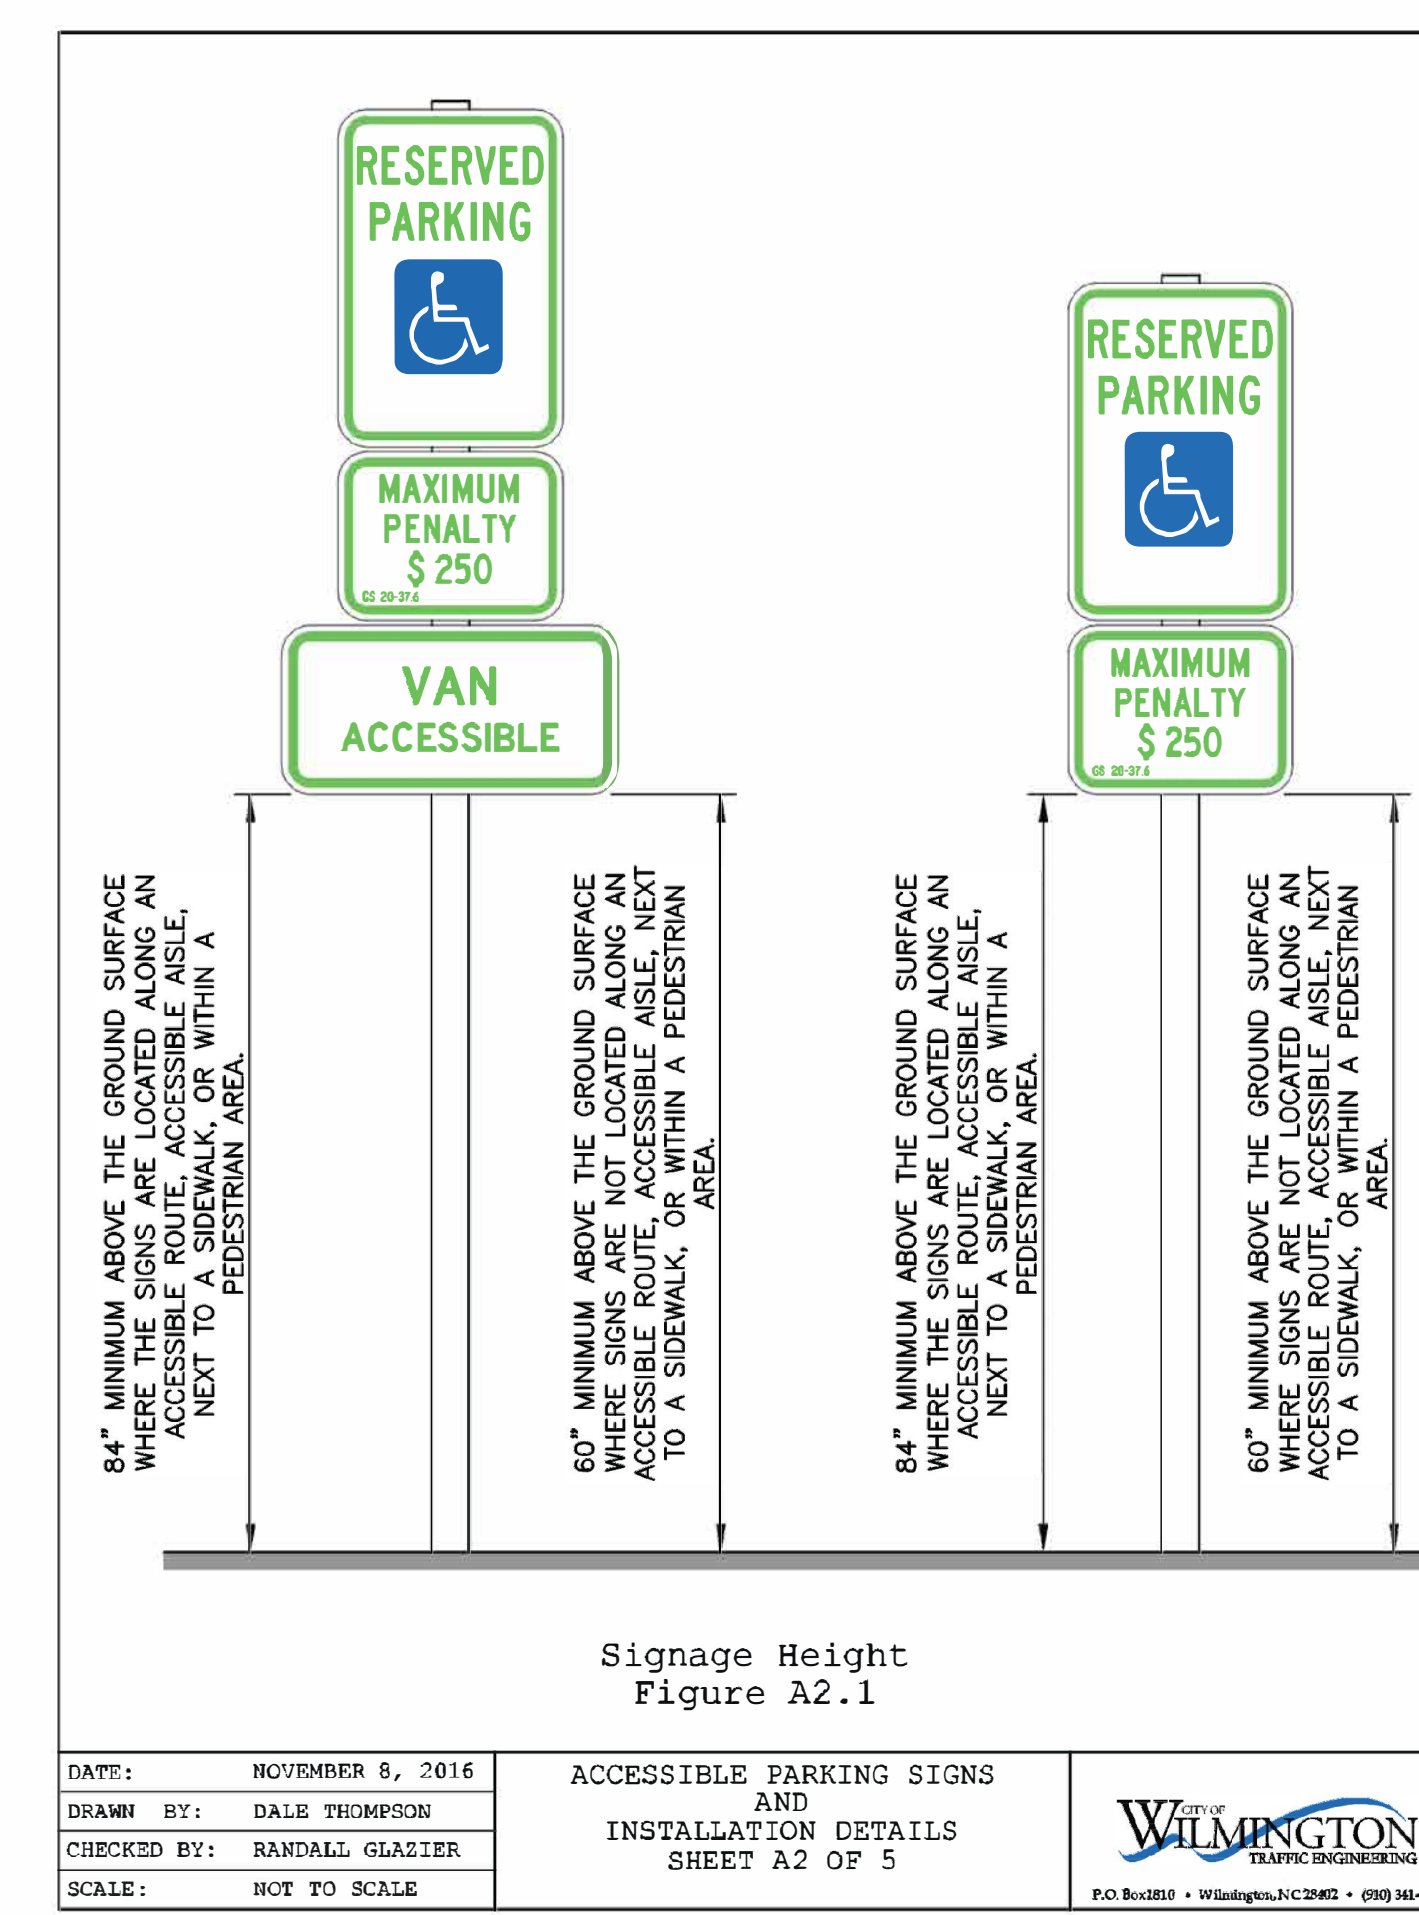 RESERVED
PARKING
MAXIMUM
PENALTY
$ 250
GS 20-37.6
VAN
ACCESSIBLE
RESERVED
PARKING
MAXIMUM
PENALTY
$ 250
GS 20-37.6
84" MINIMUM ABOVE THE GROUND SURFACE
WHERE THE SIGNS ARE LOCATED ALONG AN
ACCESSIBLE ROUTE, ACCESSIBLE AISLE,
NEXT TO A SIDEWALK, OR WITHIN A
PEDESTRIAN AREA.
60" MINIMUM ABOVE THE GROUND SURFACE
WHERE SIGNS ARE NOT LOCATED ALONG AN
ACCESSIBLE ROUTE, ACCESSIBLE AISLE, NEXT
TO A SIDEWALK, OR WITHIN A PEDESTRIAN
AREA.
84" MINIMUM ABOVE THE GROUND SURFACE
WHERE THE SIGNS ARE LOCATED ALONG AN
ACCESSIBLE ROUTE, ACCESSIBLE AISLE,
NEXT TO A SIDEWALK, OR WITHIN A
PEDESTRIAN AREA.
60" MINIMUM ABOVE THE GROUND SURFACE
WHERE SIGNS ARE NOT LOCATED ALONG AN
ACCESSIBLE ROUTE, ACCESSIBLE AISLE, NEXT
TO A SIDEWALK, OR WITHIN A PEDESTRIAN
AREA.
Signage Height
Figure A2.1
DATE: NOVEMBER 8, 2016
DRAWN BY: DALE THOMPSON
CHECKED BY: RANDALL GLAZIER
SCALE: NOT TO SCALE
ACCESSIBLE PARKING SIGNS
AND
INSTALLATION DETAILS
SHEET A2 OF 5
CITY OF
WILMINGTON
TRAFFIC ENGINEERING
P.O. Box 1810 • Wilmington, NC 28402 • (910) 341-